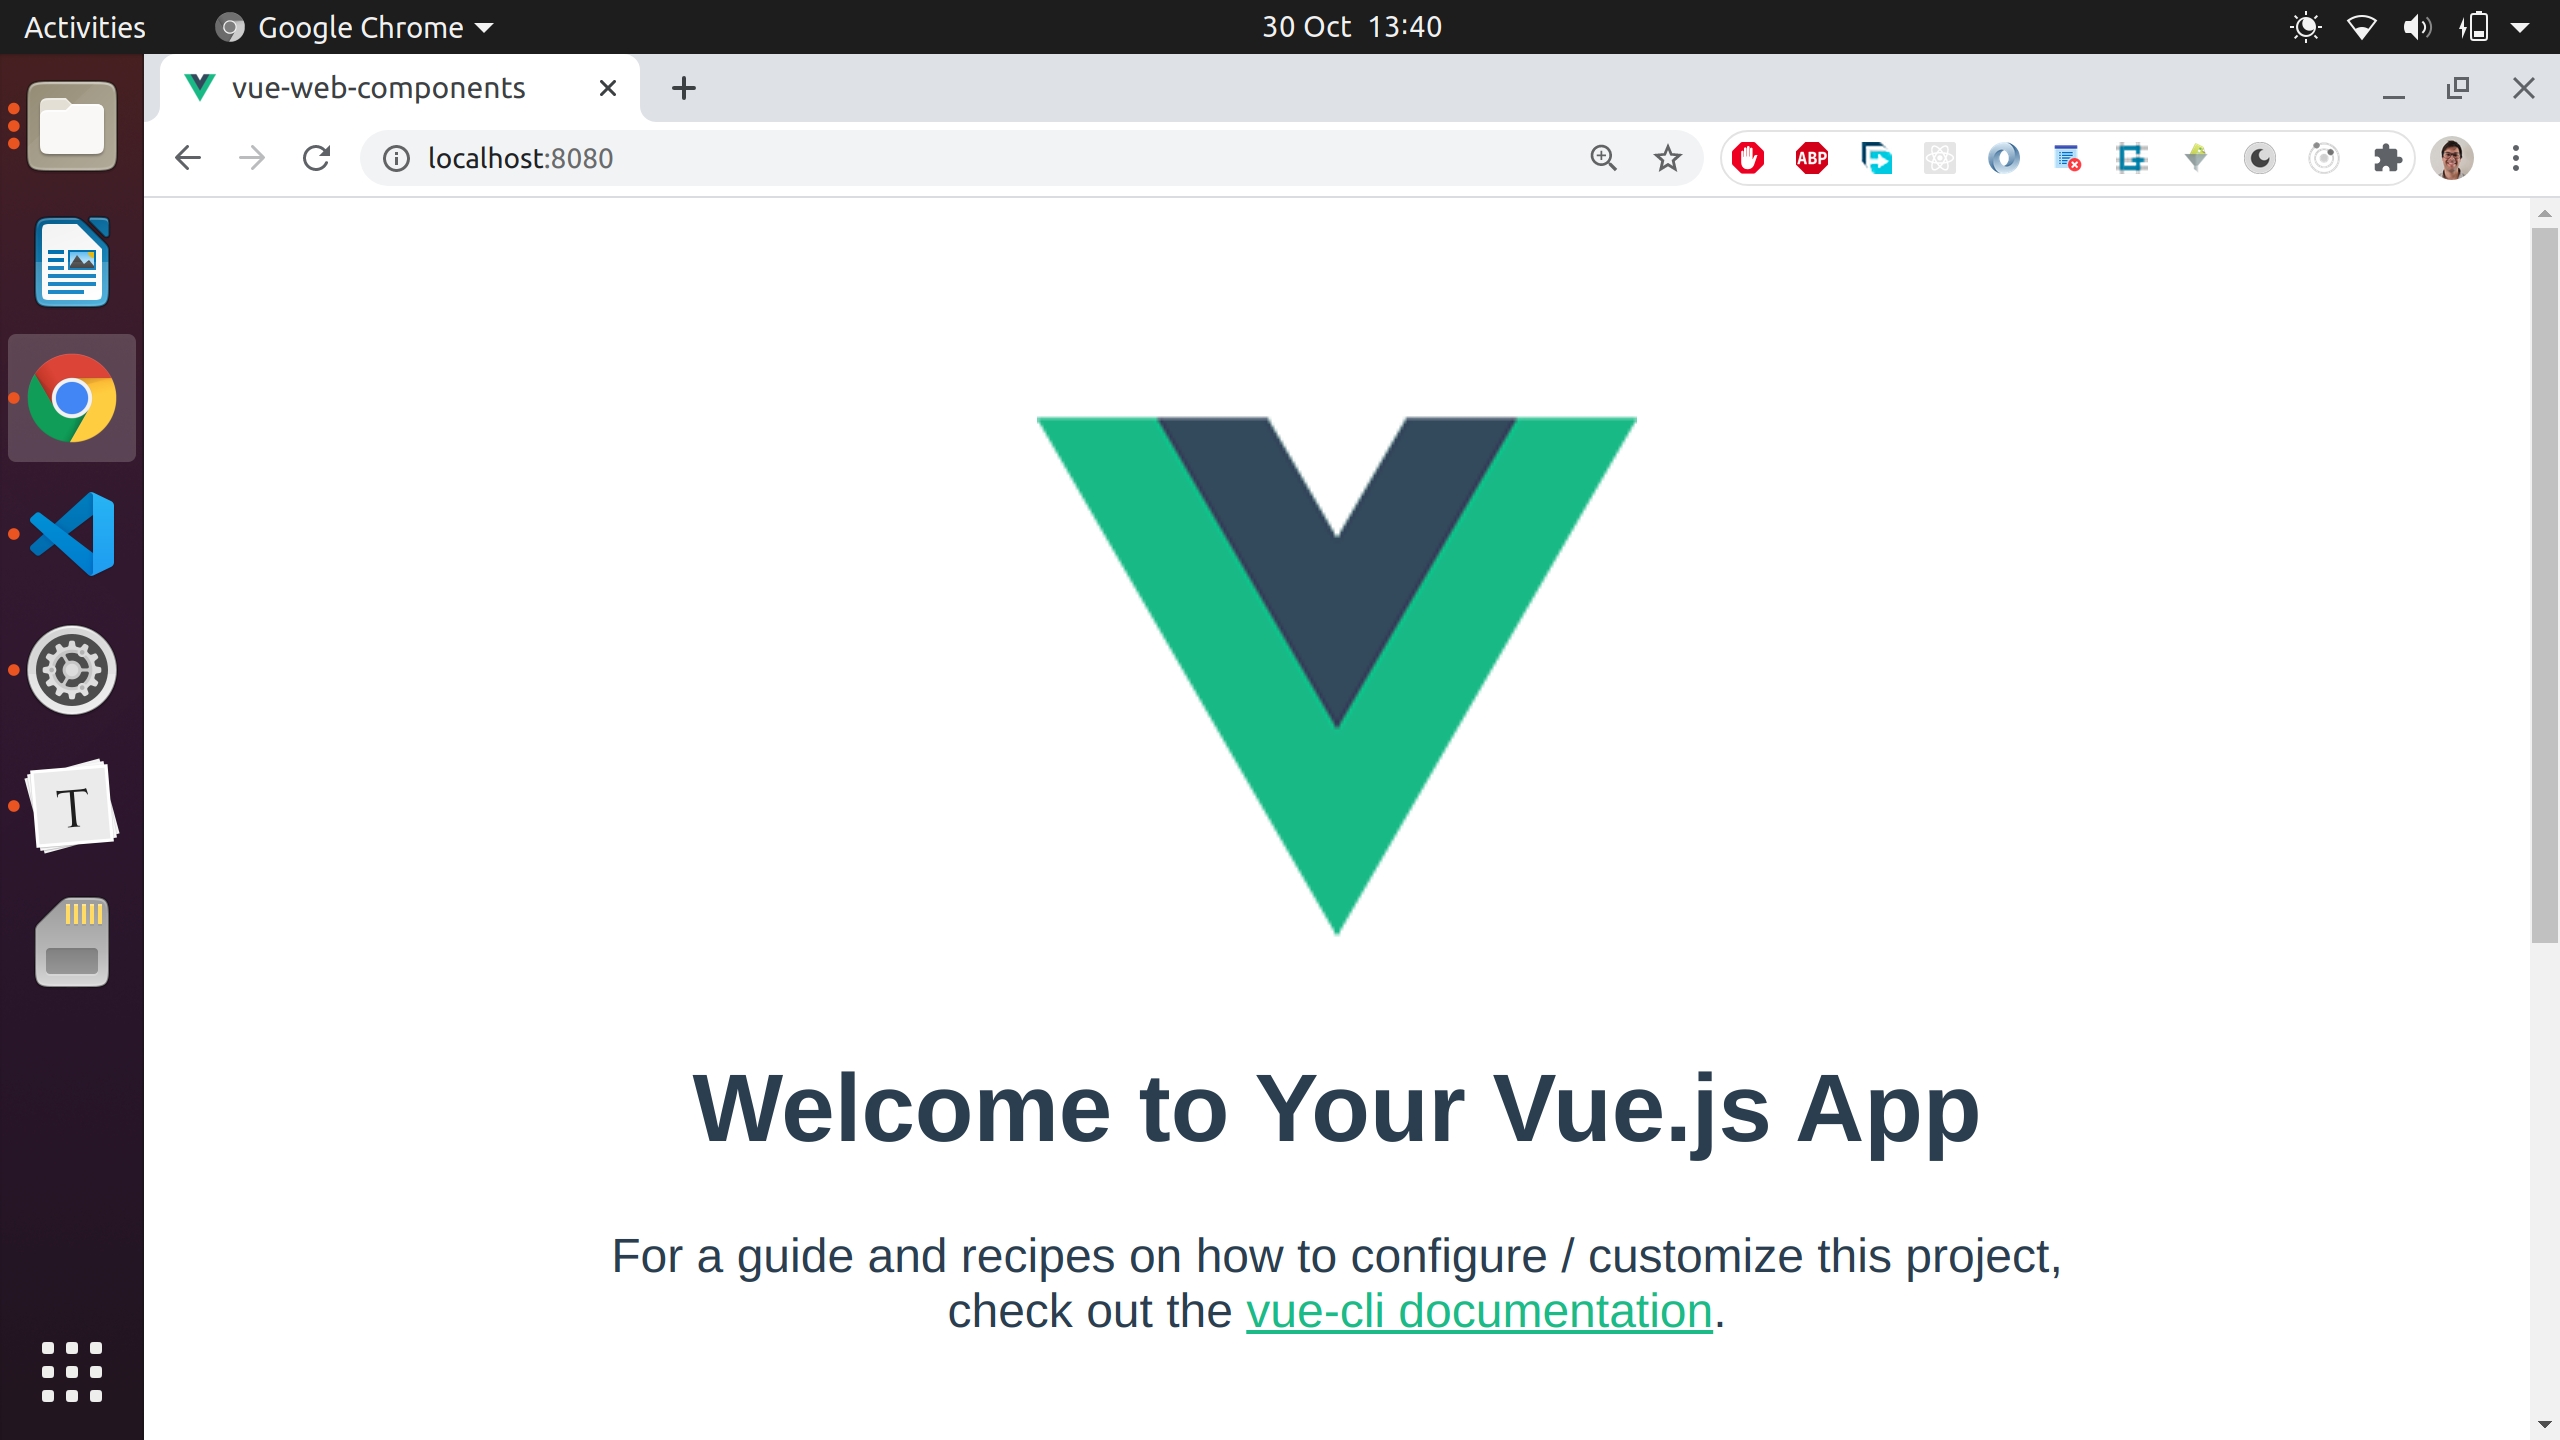 Activities
Google Chrome
30 Oct 13:40
vue-web-components
localhost:8080
ABP
T
Welcome to Your Vue.js App
For a guide and recipes on how to configure / customize this project,
check out the vue-cli documentation.